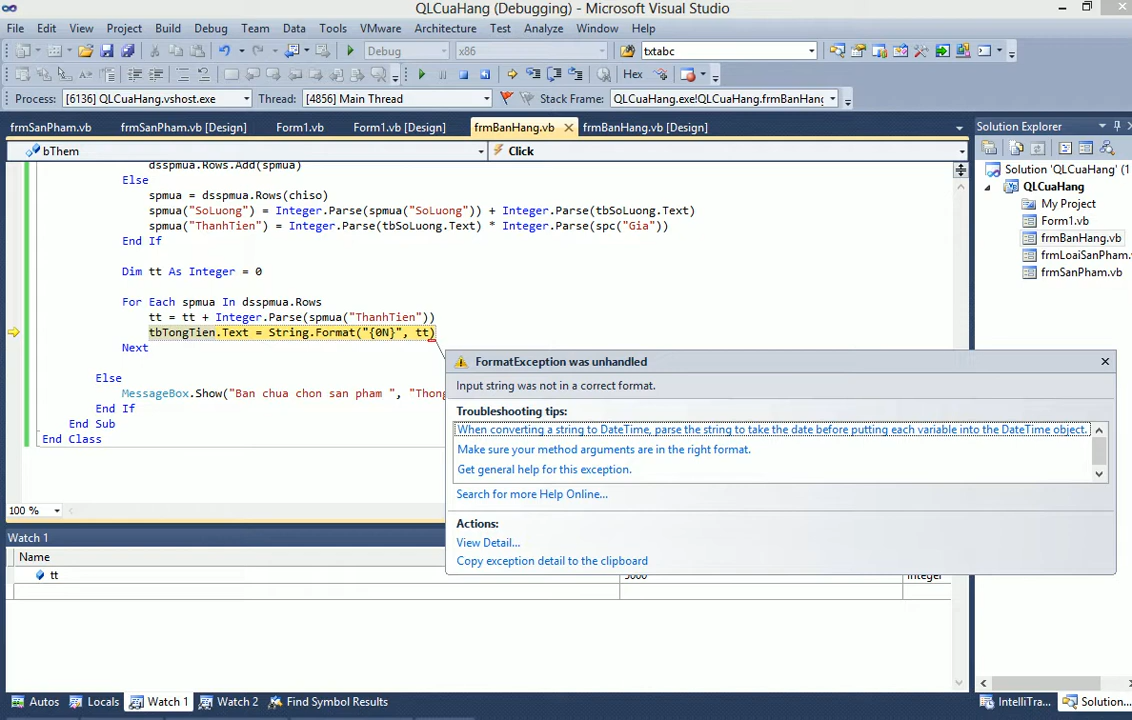 QLCuaHang (Debugging) - Microsoft Visual Studio
File Edit View Project Build Debug Team Data Tools VMware Architecture Test Analyze Window Help
Debug x86 txtabc
Hex
Process: [6136] QLCuaHang.vshost.exe Thread: [4856] Main Thread Stack Frame: QLCuaHang.exe!QLCuaHang.frmBanHang
frmSanPham.vb frmSanPham.vb [Design] Form1.vb Form1.vb [Design] frmBanHang.vb frmBanHang.vb [Design]
bThem Click
dsspmua.Rows.Add(spmua)
Else
spmua = dsspmua.Rows(chiso)
spmua("SoLuong") = Integer.Parse(spmua("SoLuong")) + Integer.Parse(tbSoLuong.Text)
spmua("ThanhTien") = Integer.Parse(tbSoLuong.Text) * Integer.Parse(spc("Gia"))
End If
Dim tt As Integer = 0
For Each spmua In dsspmua.Rows
tt = tt + Integer.Parse(spmua("ThanhTien"))
tbTongTien.Text = String.Format("{0N}", tt)
Next
Else
MessageBox.Show("Ban chua chon san pham ", "Thong
End If
End Sub
End Class
100 %
FormatException was unhandled
Input string was not in a correct format.
Troubleshooting tips:
When converting a string to DateTime, parse the string to take the date before putting each variable into the DateTime object.
Make sure your method arguments are in the right format.
Get general help for this exception.
Search for more Help Online...
Actions:
View Detail...
Copy exception detail to the clipboard
Watch 1
Name
tt
Autos Locals Watch 1 Watch 2 Find Symbol Results
Solution Explorer
Solution 'QLCuaHang' (1
QLCuaHang
My Project
Form1.vb
frmBanHang.vb
frmLoaiSanPham.
frmSanPham.vb
IntelliTra... Solution...